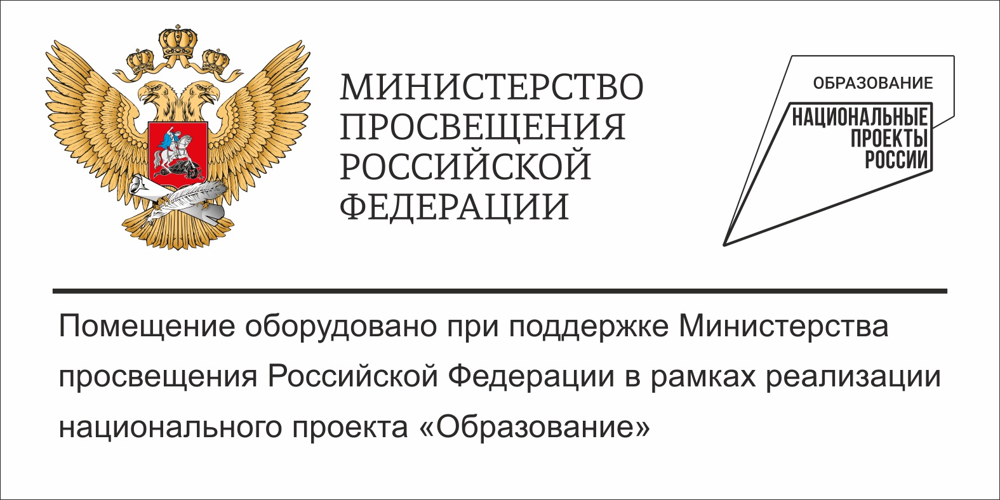 МИНИСТЕРСТВО
ПРОСВЕЩЕНИЯ
РОССИЙСКОЙ
ФЕДЕРАЦИИ
ОБРАЗОВАНИЕ
НАЦИОНАЛЬНЫЕ
ПРОЕКТЫ
РОССИИ
Помещение оборудовано при поддержке Министерства
просвещения Российской Федерации в рамках реализации
национального проекта «Образование»